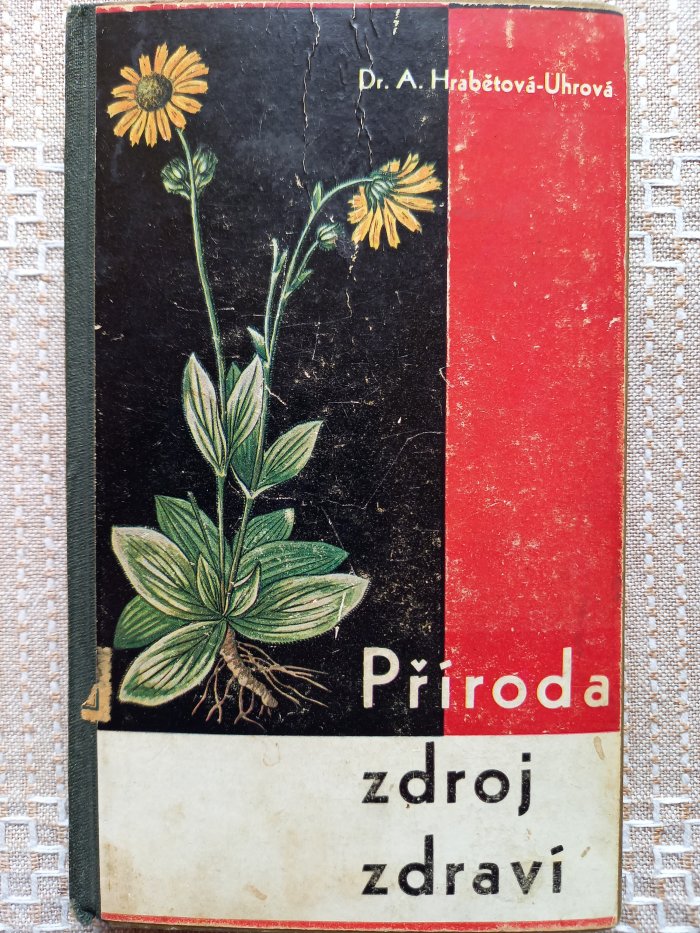 Dr. A. Hrabětová-Uhrová
Příroda
zdroj
zdraví